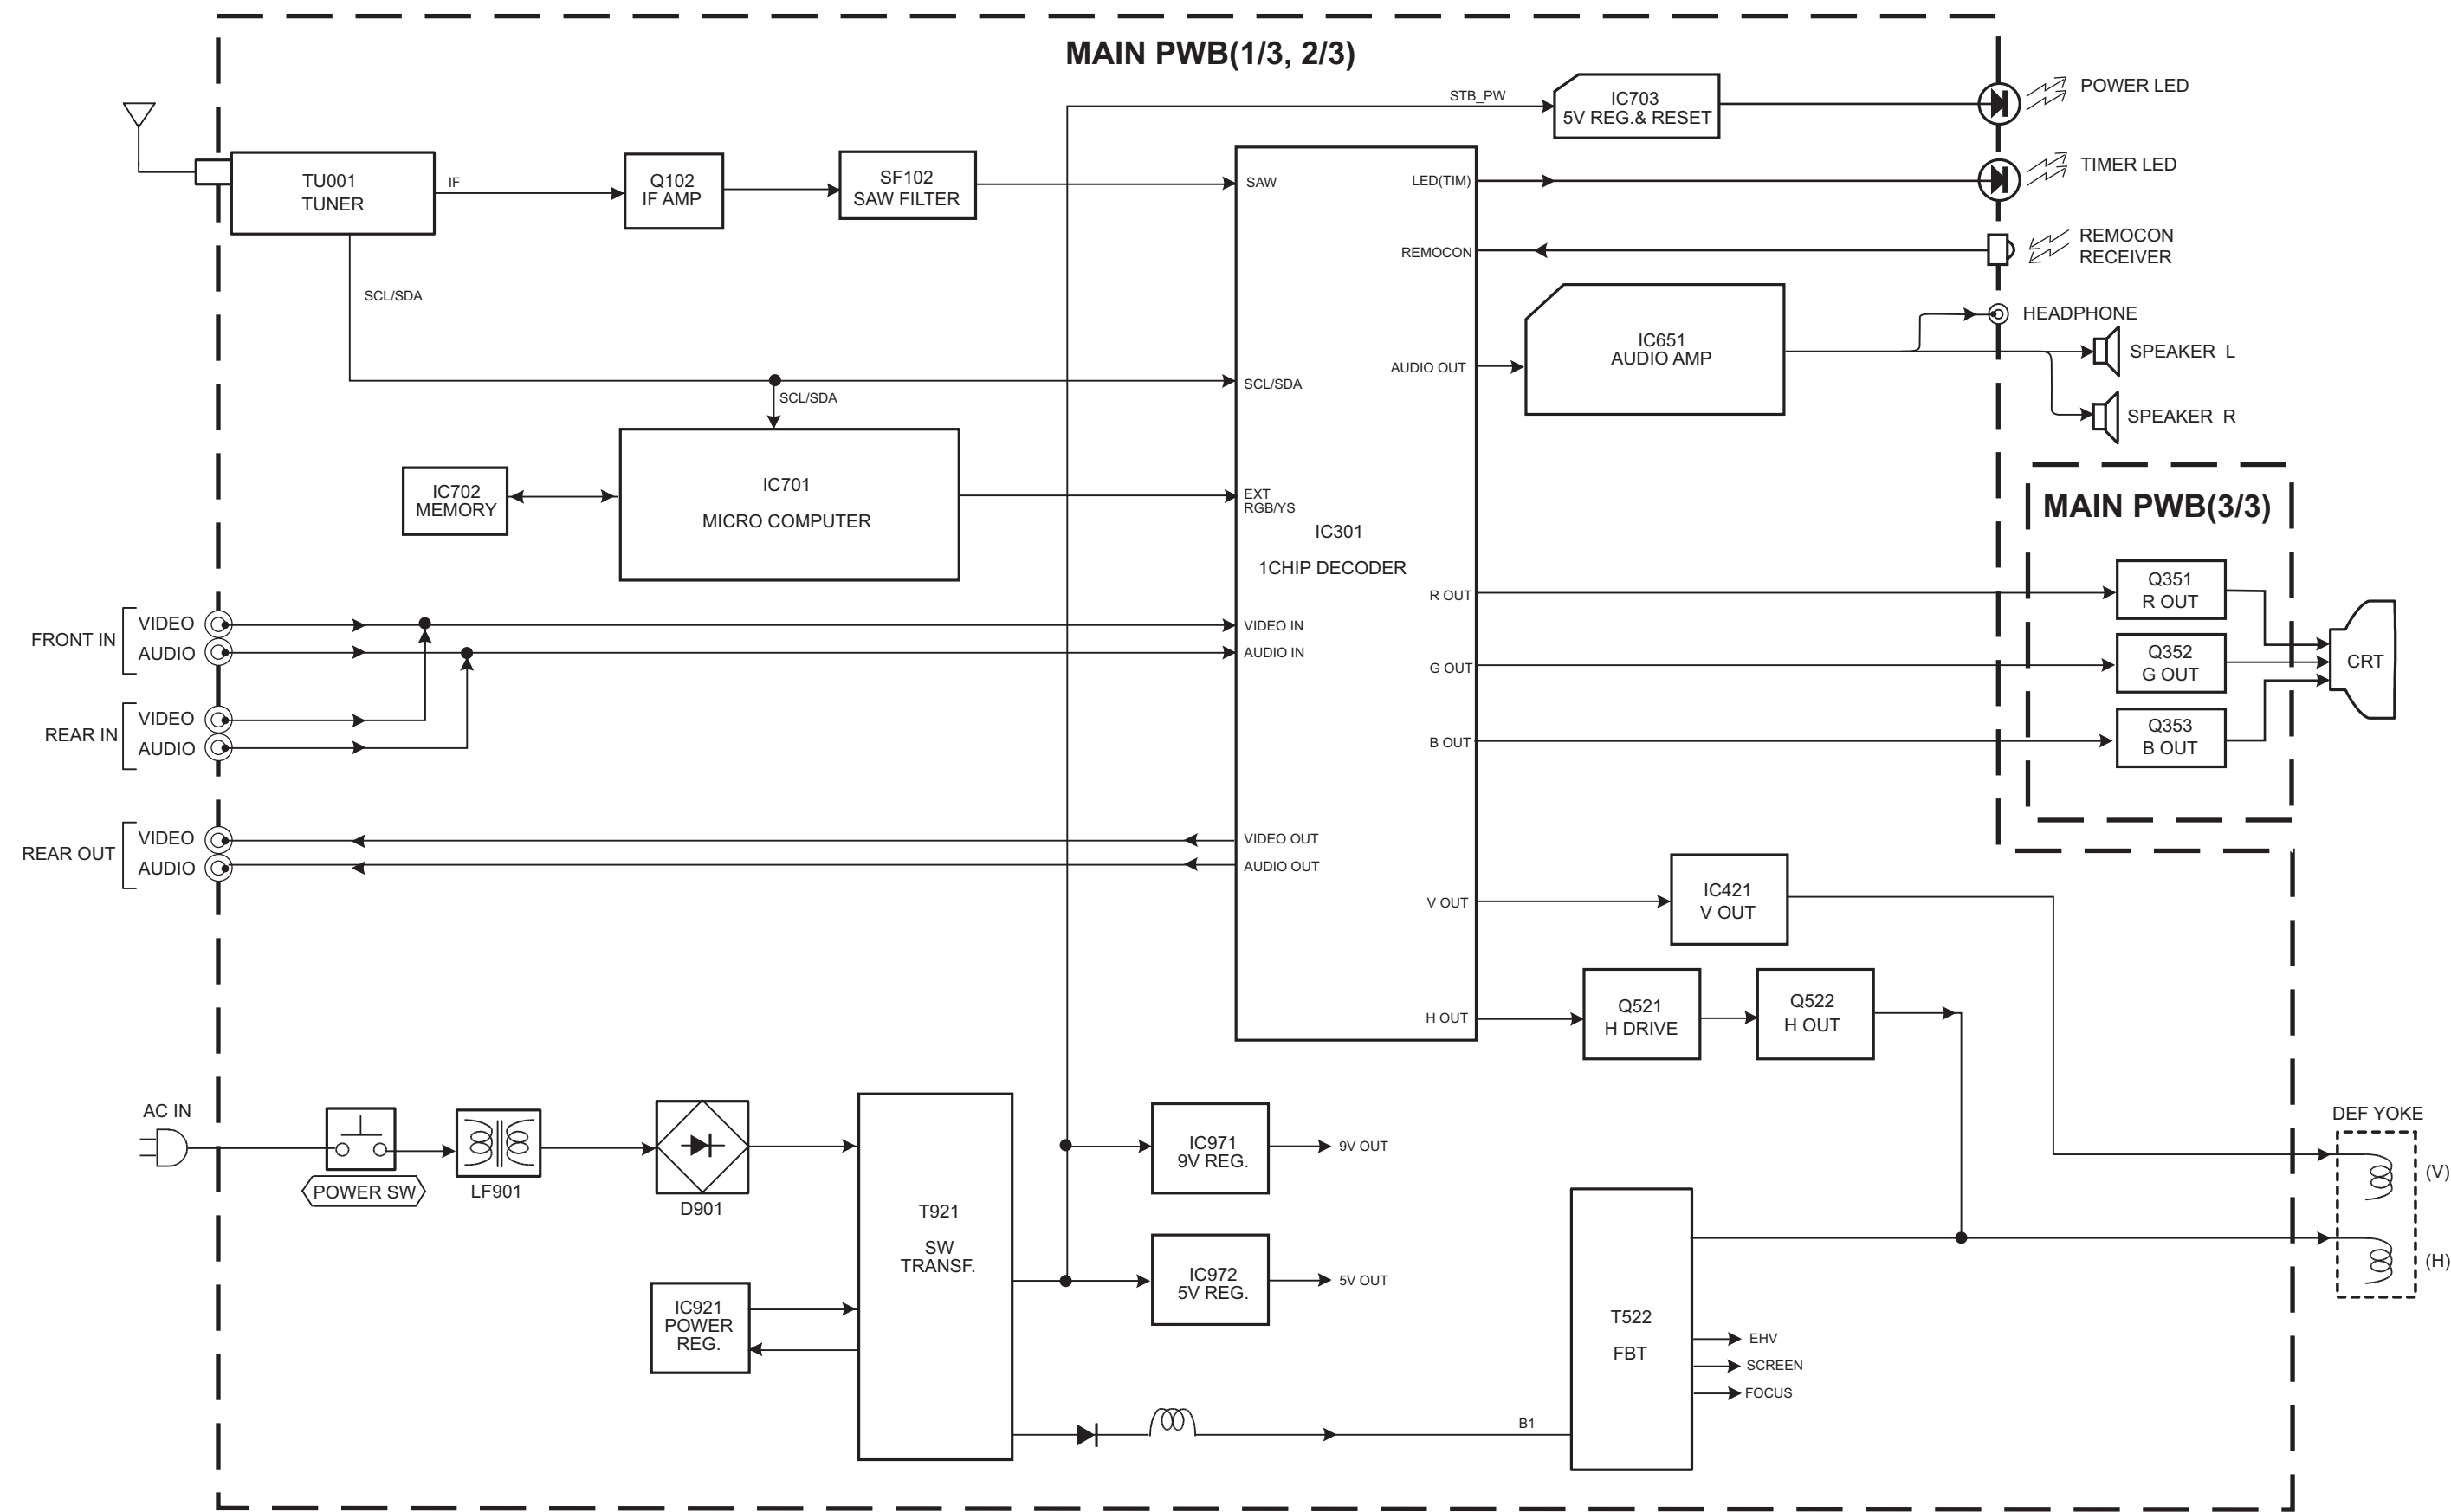 MAIN PWB(1/3, 2/3)
STB_PW
IC703
5V REG.& RESET
POWER LED
TU001
TUNER
IF
Q102
IF AMP
SF102
SAW FILTER
SAW
LED(TIM)
TIMER LED
REMOCON
REMOCON
RECEIVER
SCL/SDA
HEADPHONE
IC651
AUDIO AMP
AUDIO OUT
SPEAKER L
SPEAKER R
SCL/SDA
SCL/SDA
IC702
MEMORY
IC701
MICRO COMPUTER
EXT
RGB/YS
IC301
1CHIP DECODER
MAIN PWB(3/3)
R OUT
Q351
R OUT
FRONT IN
VIDEO
AUDIO
VIDEO IN
AUDIO IN
G OUT
Q352
G OUT
CRT
REAR IN
VIDEO
AUDIO
B OUT
Q353
B OUT
REAR OUT
VIDEO
AUDIO
VIDEO OUT
AUDIO OUT
V OUT
IC421
V OUT
H OUT
Q521
H DRIVE
Q522
H OUT
AC IN
POWER SW
LF901
D901
T921
SW
TRANSF.
IC971
9V REG.
9V OUT
IC972
5V REG.
5V OUT
IC921
POWER
REG.
DEF YOKE
(V)
(H)
T522
FBT
EHV
SCREEN
FOCUS
B1